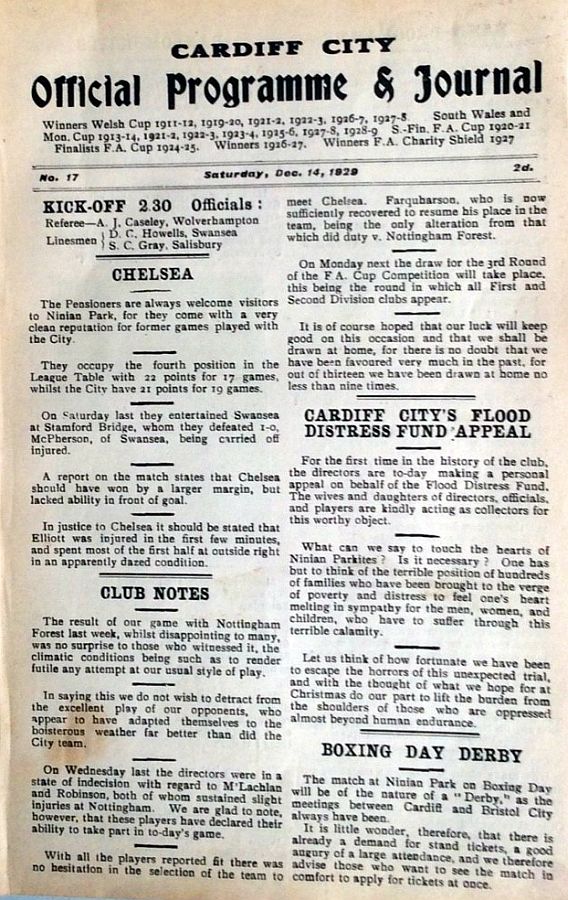 CARDIFF CITY
Official Programme & Journal
Winners Welsh Cup 1911-12, 1919-20, 1921-2, 1922-3, 1926-7, 1927-8 South Wales and
Mon. Cup 1913-14, 1921-2, 1922-3, 1923-4, 1925-6, 1927-8, 1928-9 S.-Fin. F.A. Cup 1920-21
Finalists F.A. Cup 1924-25. Winners 1926-27. Winners F.A. Charity Shield 1927
No. 17 Saturday, Dec. 14, 1929 2d.
KICK-OFF 2.30 Officials :
Referee—A. J. Caseley, Wolverhampton
Linesmen { D. C. Howells, Swansea
S. C. Gray, Salisbury
CHELSEA
The Pensioners are always welcome visitors
to Ninian Park, for they come with a very
clean reputation for former games played with
the City.
They occupy the fourth position in the
League Table with 22 points for 17 games,
whilst the City have 21 points for 19 games.
On Saturday last they entertained Swansea
at Stamford Bridge, whom they defeated 1-0,
McPherson, of Swansea, being carried off
injured.
A report on the match states that Chelsea
should have won by a larger margin, but
lacked ability in front of goal.
In justice to Chelsea it should be stated that
Elliott was injured in the first few minutes,
and spent most of the first half at outside right
in an apparently dazed condition.
CLUB NOTES
The result of our game with Nottingham
Forest last week, whilst disappointing to many,
was no surprise to those who witnessed it, the
climatic conditions being such as to render
futile any attempt at our usual style of play.
In saying this we do not wish to detract from
the excellent play of our opponents, who
appear to have adapted themselves to the
boisterous weather far better than did the
City team.
On Wednesday last the directors were in a
state of indecision with regard to M'Lachlan
and Robinson, both of whom sustained slight
injuries at Nottingham. We are glad to note,
however, that these players have declared their
ability to take part in to-day's game.
With all the players reported fit there was
no hesitation in the selection of the team to
meet Chelsea. Farquharson, who is now
sufficiently recovered to resume his place in the
team, being the only alteration from that
which did duty v. Nottingham Forest.
On Monday next the draw for the 3rd Round
of the F A. Cup Competition will take place,
this being the round in which all First and
Second Division clubs appear.
It is of course hoped that our luck will keep
good on this occasion and that we shall be
drawn at home, for there is no doubt that we
have been favoured very much in the past, for
out of thirteen we have been drawn at home no
less than nine times.
CARDIFF CITY'S FLOOD
DISTRESS FUND APPEAL
For the first time in the history of the club,
the directors are to-day making a personal
appeal on behalf of the Flood Distress Fund.
The wives and daughters of directors, officials,
and players are kindly acting as collectors for
this worthy object.
What can we say to touch the hearts of
Ninian Parkites ? Is it necessary ? One has
but to think of the terrible position of hundreds
of families who have been brought to the verge
of poverty and distress to feel one's heart
melting in sympathy for the men, women, and
children, who have to suffer through this
terrible calamity.
Let us think of how fortunate we have been
to escape the horrors of this unexpected trial,
and with the thought of what we hope for at
Christmas do our part to lift the burden from
the shoulders of those who are oppressed
almost beyond human endurance.
BOXING DAY DERBY
The match at Ninian Park on Boxing Day
will be of the nature of a "Derby," as the
meetings between Cardiff and Bristol City
always have been.
It is little wonder, therefore, that there is
already a demand for stand tickets, a good
augury of a large attendance, and we therefore
advise those who want to see the match in
comfort to apply for tickets at once.